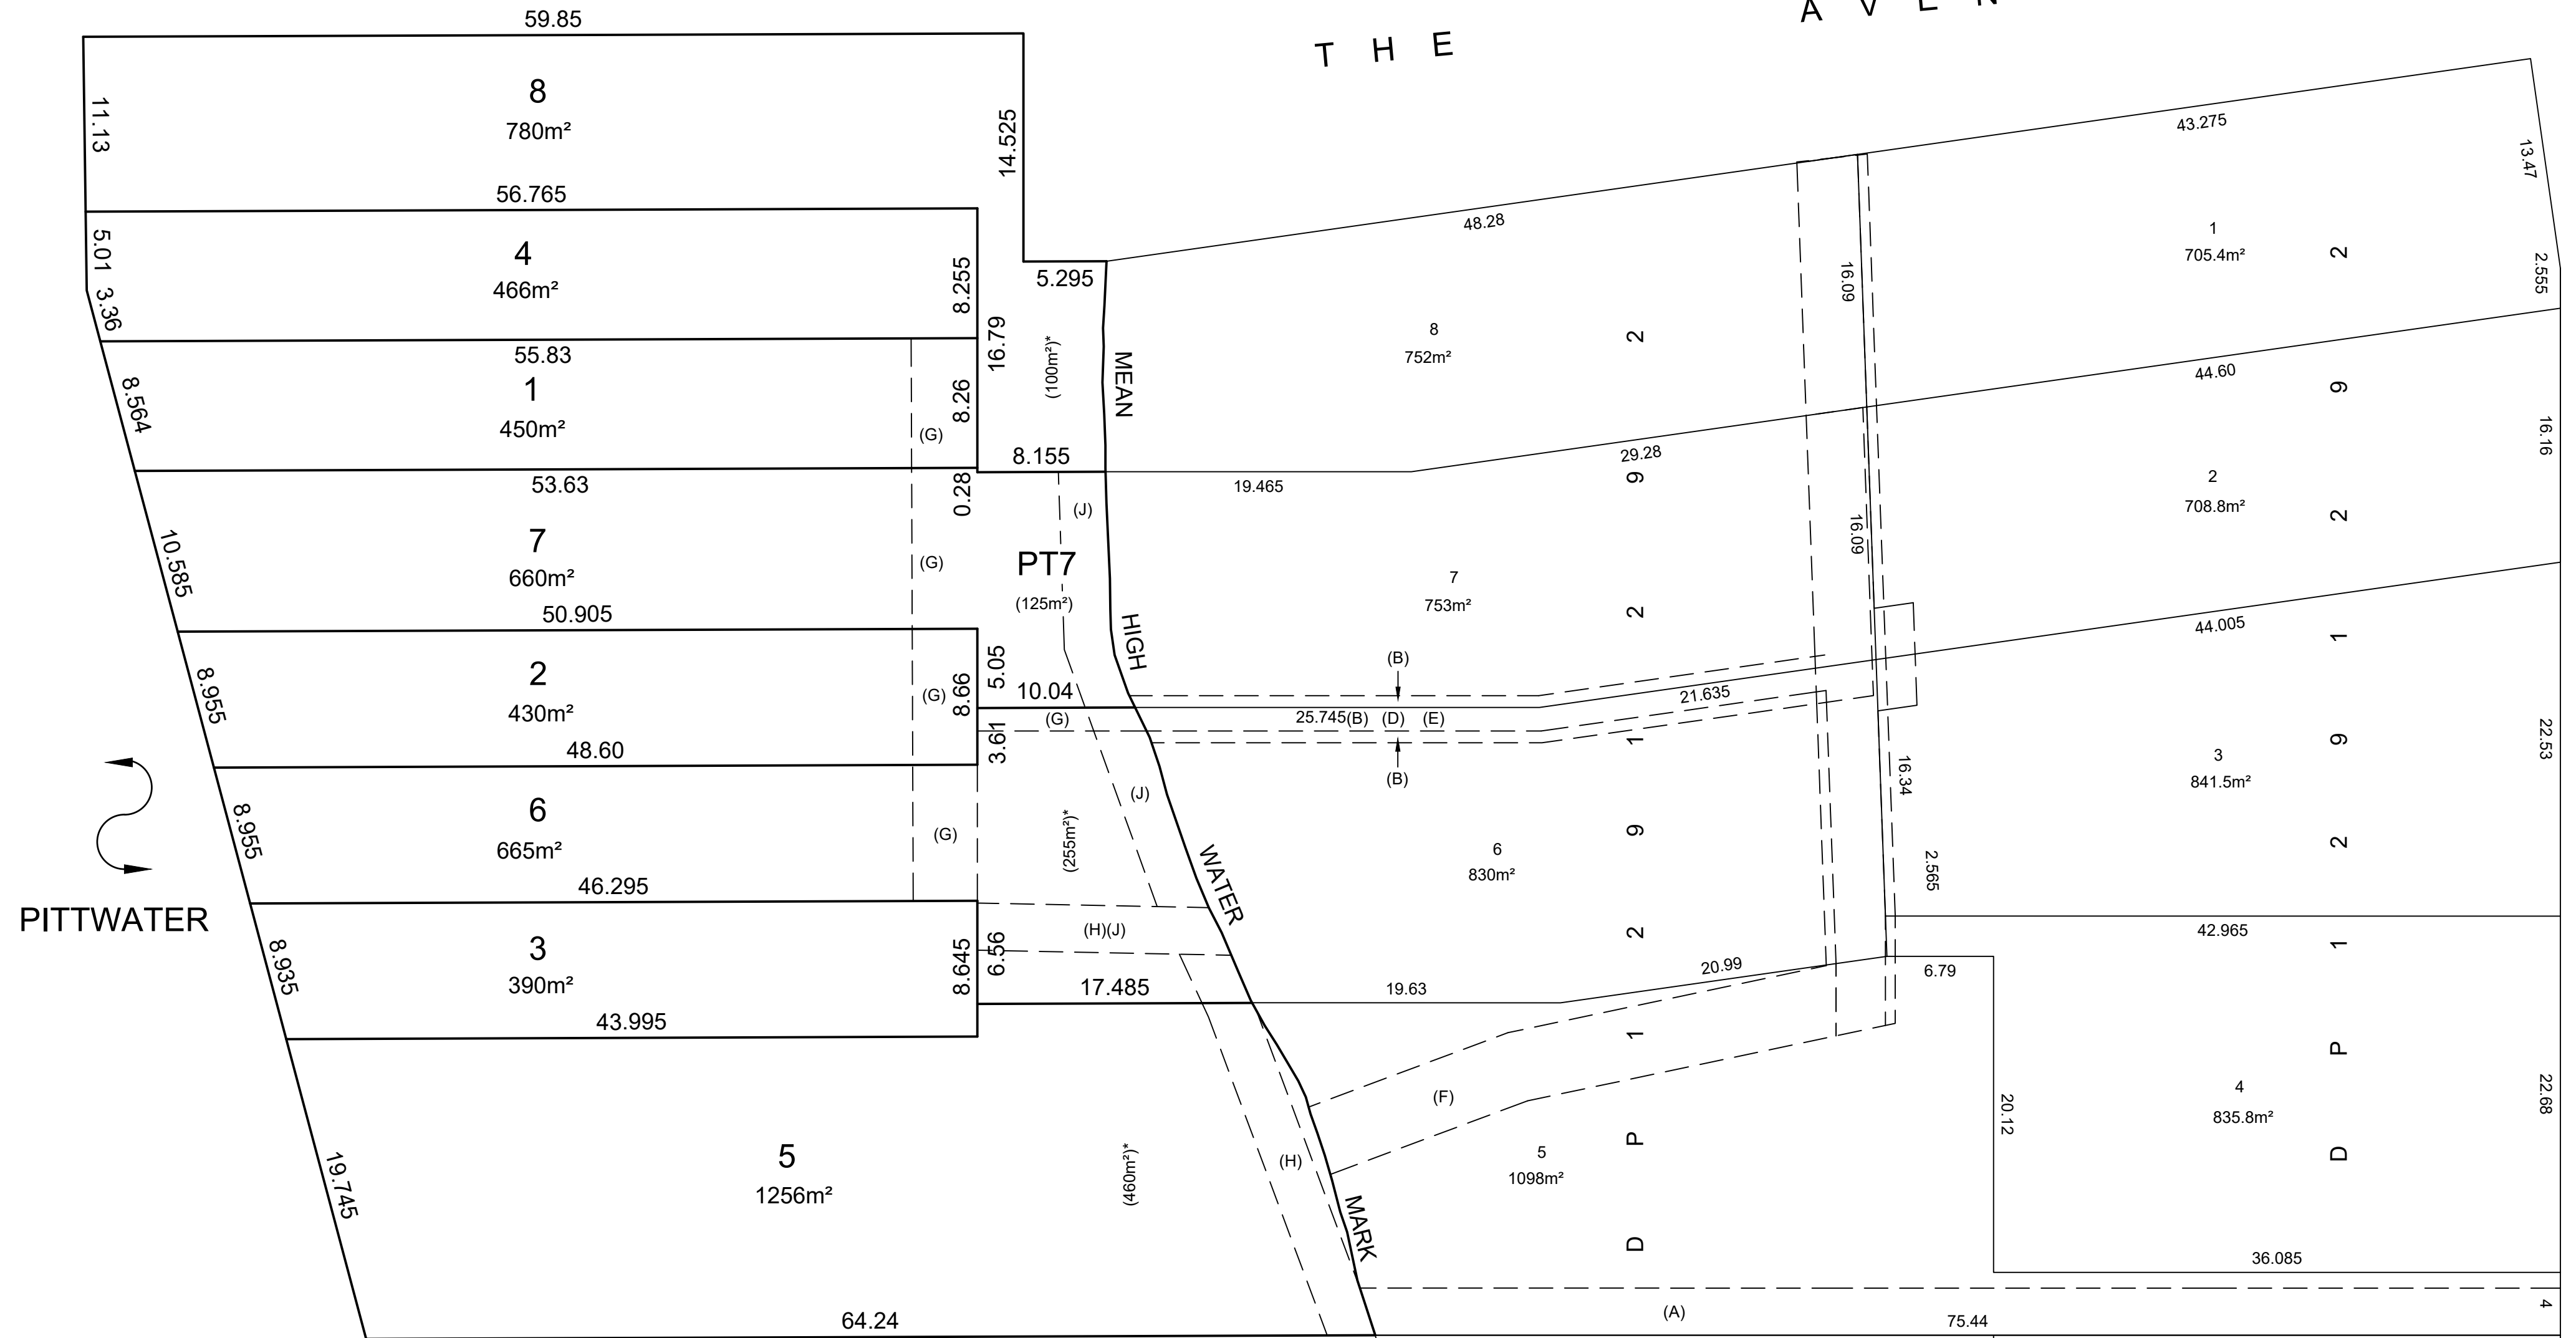 59.85
THE
AVEN
11.13
8
780m²
14.525
56.765
43.275
13.47
48.28
1
705.4m²
2
2.555
5.01
3.36
4
466m²
8.255
5.295
16.09
55.83
16.79
(100m²)*
MEAN
8
752m²
2
44.60
9
8.564
1
450m²
8.26
(G)
8.155
19.465
29.28
9
16.16
53.63
0.28
(J)
2
708.8m²
2
16.09
10.585
7
660m²
(G)
PT7
(125m²)
50.905
HIGH
7
753m²
2
44.005
1
8.955
2
430m²
(G)
8.66
5.05
10.04
(B)
21.635
(G)
25.745(B) (D) (E)
48.60
3.61
(B)
1
3
841.5m²
9
22.53
16.34
(J)
8.955
6
665m²
(G)
(255m²)*
WATER
6
830m²
9
2
2.565
46.295
PITTWATER
(H)(J)
2
42.965
1
8.935
3
390m²
8.645
6.56
17.485
19.63
20.99
6.79
43.995
1
P
(F)
20.12
4
835.8m²
22.68
19.745
5
1256m²
(460m²)*
(H)
5
1098m²
P
D
MARK
D
36.085
64.24
(A)
75.44
4